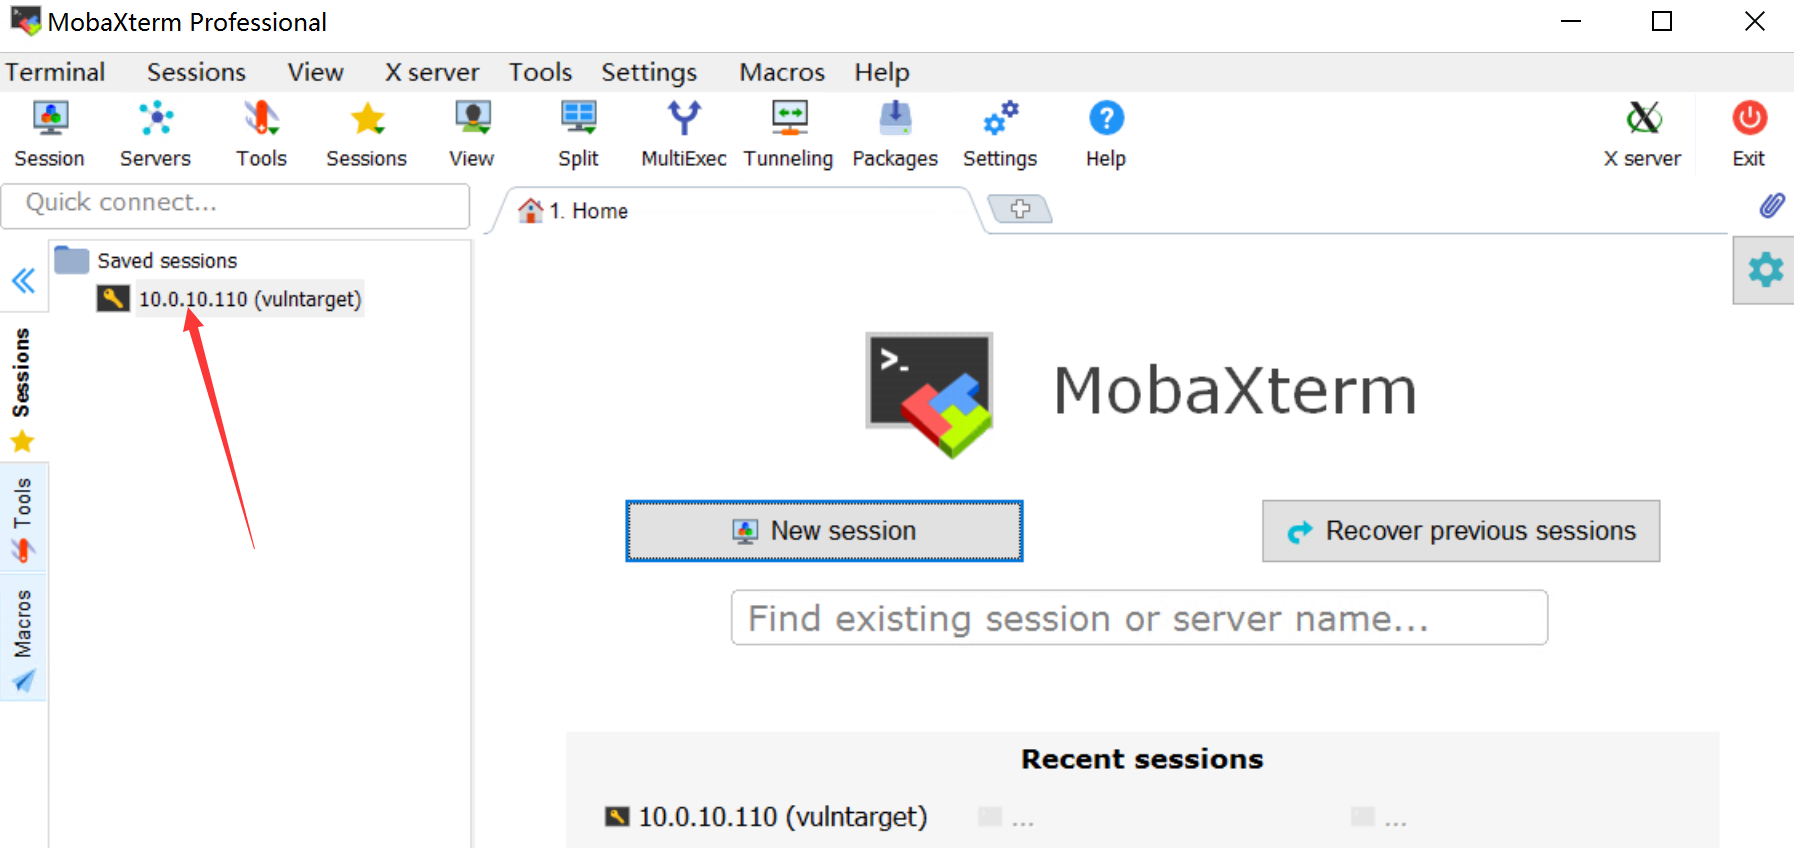 MobaXterm Professional
Terminal Sessions View X server Tools Settings Macros Help
Session Servers Tools Sessions View Split MultiExec Tunneling Packages Settings Help X server Exit
Quick connect...
1. Home
Saved sessions
10.0.10.110 (vulntarget)
Sessions
Tools
Macros
>_
MobaXterm
New session
Recover previous sessions
Find existing session or server name...
Recent sessions
10.0.10.110 (vulntarget) ... ...